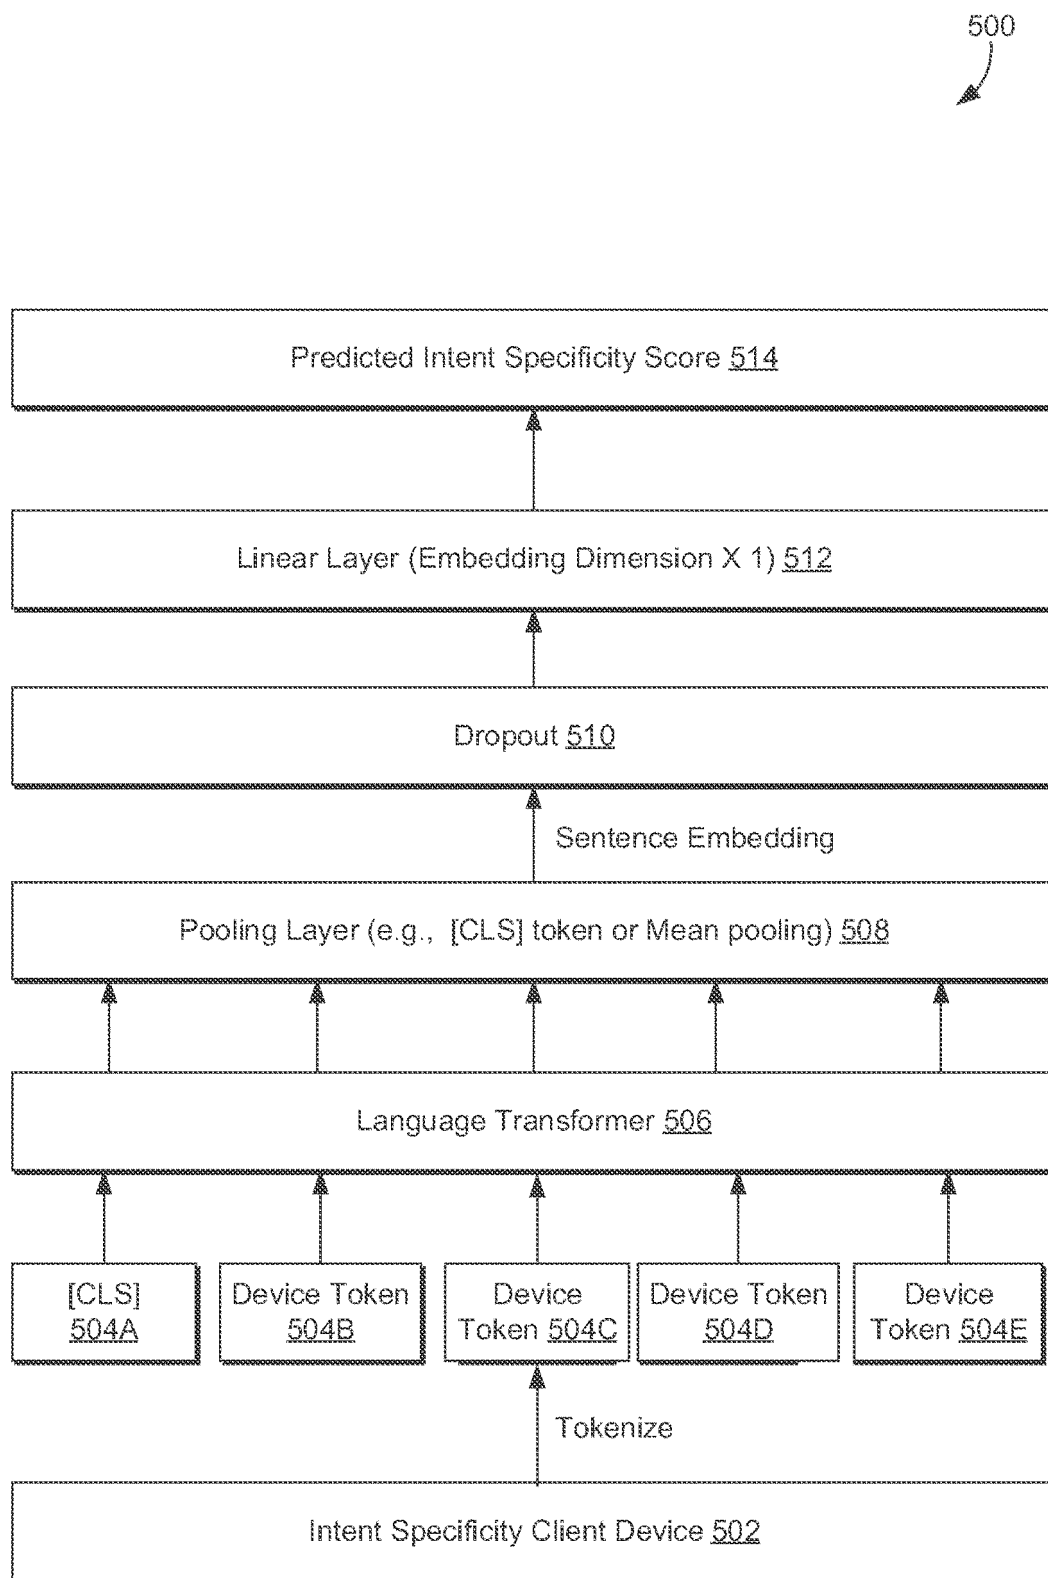 500
Predicted Intent Specificity Score 514
Linear Layer (Embedding Dimension X 1) 512
Dropout 510
Sentence Embedding
Pooling Layer (e.g., [CLS] token or Mean pooling) 508
Language Transformer 506
[CLS]
504A
Device Token
504B
Device
Token 504C
Device Token
504D
Device
Token 504E
Tokenize
Intent Specificity Client Device 502